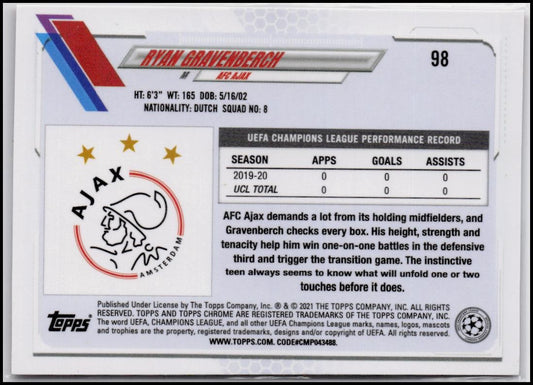 RYAN GRAVENBERCH
M AFC AJAX
98
HT: 6'3" WT: 165 DOB: 5/16/02
NATIONALITY: DUTCH SQUAD NO: 8
AJAX
AMSTERDAM
UEFA CHAMPIONS LEAGUE PERFORMANCE RECORD
SEASON APPS GOALS ASSISTS
2019-20 0 0 0
UCL TOTAL 0 0 0
AFC Ajax demands a lot from its holding midfielders, and
Gravenberch checks every box. His height, strength and
tenacity help him win one-on-one battles in the defensive
third and trigger the transition game. The instinctive
teen always seems to know what will unfold one or two
touches before it does.
Topps
Published Under License by The Topps Company, Inc. ® & © 2021 THE TOPPS COMPANY, INC. ALL RIGHTS
RESERVED. TOPPS AND TOPPS CHROME ARE REGISTERED TRADEMARKS OF THE TOPPS COMPANY, INC.
The word UEFA, CHAMPIONS LEAGUE, and all other UEFA Champions League marks, names, logos, mascots
and trophies are the property, registered trademarks, designs and/or copyright of UEFA. All rights reserved.
WWW.TOPPS.COM. CODE#CMP043488.